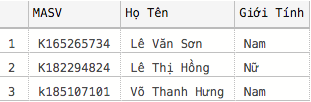 MASV Họ Tên Giới Tính
1 K165265734 Lê Văn Sơn Nam
2 K182294824 Lê Thị Hồng Nữ
3 k185107101 Võ Thanh Hưng Nam